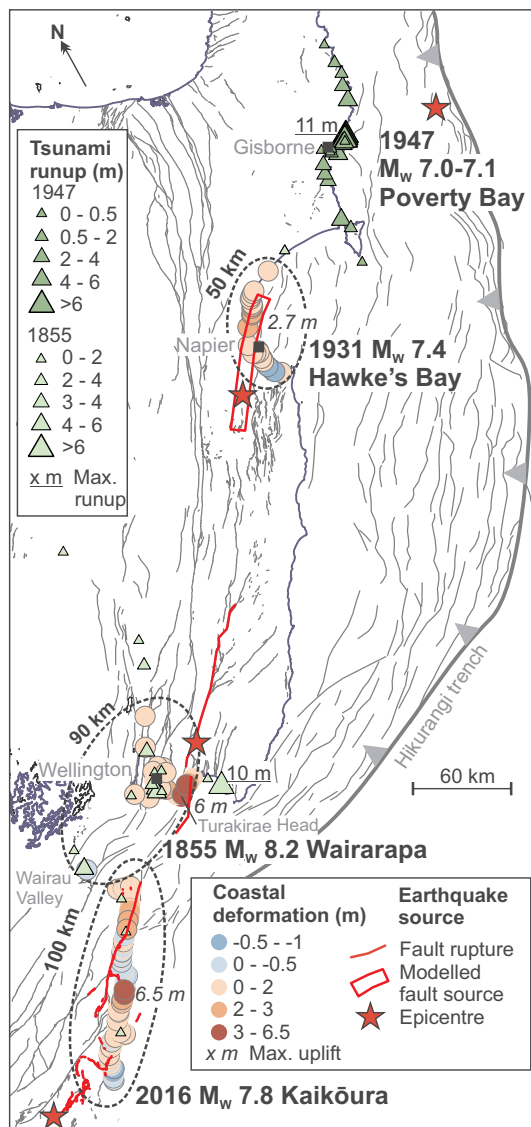 N
Tsunami
runup (m)
1947
0 - 0.5
0.5 - 2
2 - 4
4 - 6
>6
1855
0 - 2
2 - 4
3 - 4
4 - 6
>6
x m Max.
runup
11 m
Gisborne
1947
Mw 7.0-7.1
Poverty Bay
50 km
2.7 m
Napier
1931 Mw 7.4
Hawke's Bay
Hikurangi trench
90 km
Wellington
10 m
60 km
6 m
Turakirae Head
1855 Mw 8.2 Wairarapa
Wairau
Valley
100 km
6.5 m
Coastal
deformation (m)
-0.5 - -1
0 - -0.5
0 - 2
2 - 3
3 - 6.5
x m Max. uplift
Earthquake
source
Fault rupture
Modelled
fault source
Epicentre
2016 Mw 7.8 Kaikōura